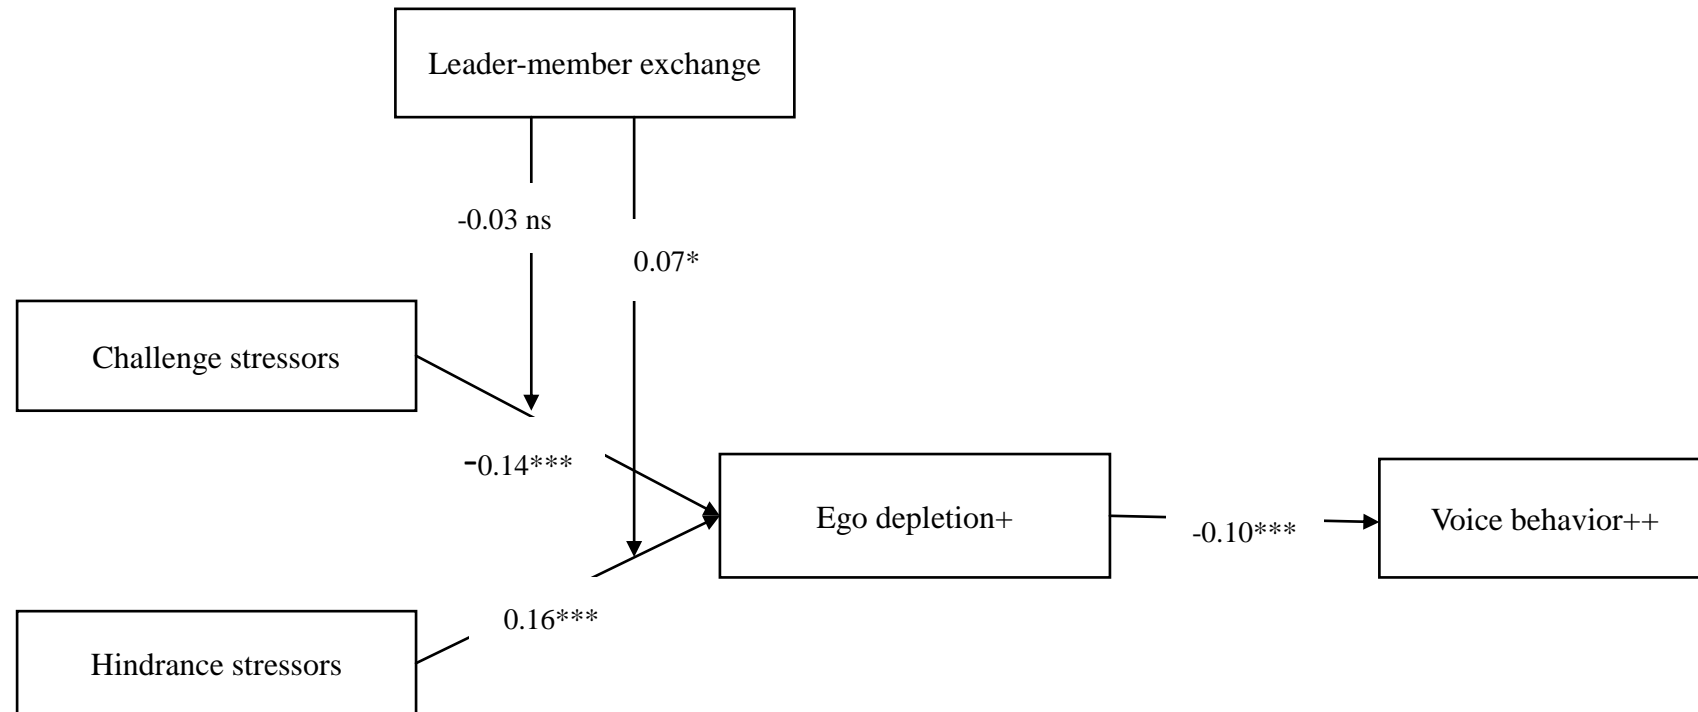 Leader-member exchange
-0.03 ns
0.07*
Challenge stressors
-0.14***
Ego depletion+
-0.10***
Voice behavior++
0.16***
Hindrance stressors